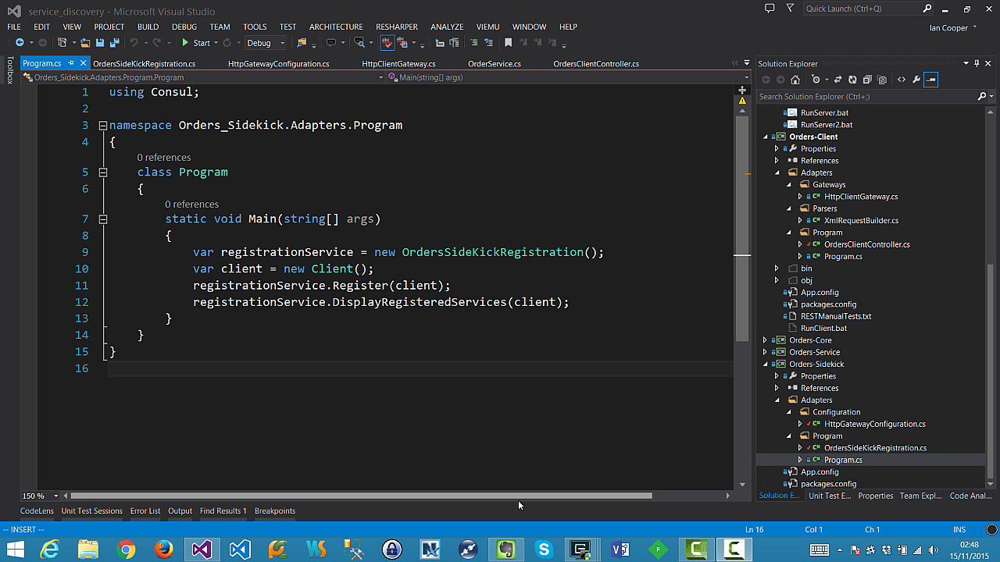 service_discovery - Microsoft Visual Studio
Quick Launch (Ctrl+Q)
FILE EDIT VIEW PROJECT BUILD DEBUG TEAM TOOLS TEST ARCHITECTURE RESHARPER ANALYZE VIEMU WINDOW HELP
Ian Cooper
Start Debug
Toolbox
Program.cs OrdersSideKickRegistration.cs HttpGatewayConfiguration.cs HttpClientGateway.cs OrderService.cs OrdersClientController.cs
Orders_Sidekick.Adapters.Program.Program Main(string[] args)
1 using Consul;
2
3 namespace Orders_Sidekick.Adapters.Program
4 {
0 references
5 class Program
6 {
0 references
7 static void Main(string[] args)
8 {
9 var registrationService = new OrdersSideKickRegistration();
10 var client = new Client();
11 registrationService.Register(client);
12 registrationService.DisplayRegisteredServices(client);
13 }
14 }
15 }
16
150 %
Solution Explorer
Search Solution Explorer (Ctrl+;)
RunServer.bat
RunServer2.bat
Orders-Client
Properties
References
Adapters
Gateways
HttpClientGateway.cs
Parsers
XmlRequestBuilder.cs
Program
OrdersClientController.cs
Program.cs
bin
obj
App.config
packages.config
RESTManualTests.txt
RunClient.bat
Orders-Core
Orders-Service
Orders-Sidekick
Properties
References
Adapters
Configuration
HttpGatewayConfiguration.cs
Program
OrdersSideKickRegistration.cs
Program.cs
App.config
packages.config
Solution E... Unit Test E... Properties Team Expl... Code Anal...
CodeLens Unit Test Sessions Error List Output Find Results 1 Breakpoints
-- INSERT -- Ln 16 Col 1 Ch 1 INS
02:48
15/11/2015